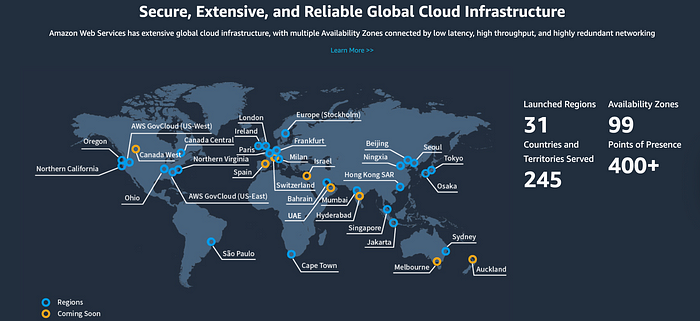 Secure, Extensive, and Reliable Global Cloud Infrastructure
Amazon Web Services has extensive global cloud infrastructure, with multiple Availability Zones connected by low latency, high throughput, and highly redundant networking
Learn More >>
Launched Regions
31
Availability Zones
99
Countries and
Territories Served
245
Points of Presence
400+
London
Europe (Stockholm)
AWS GovCloud (US-West)
Ireland
Oregon
Canada Central
Frankfurt
Beijing
Seoul
Paris
Canada West
Northern Virginia
Milan
Israel
Ningxia
Tokyo
Northern California
Spain
Hong Kong SAR
Switzerland
Osaka
Ohio
AWS GovCloud (US-East)
Bahrain
Mumbai
UAE
Hyderabad
Singapore
Jakarta
Sydney
São Paulo
Cape Town
Melbourne
Auckland
Regions
Coming Soon